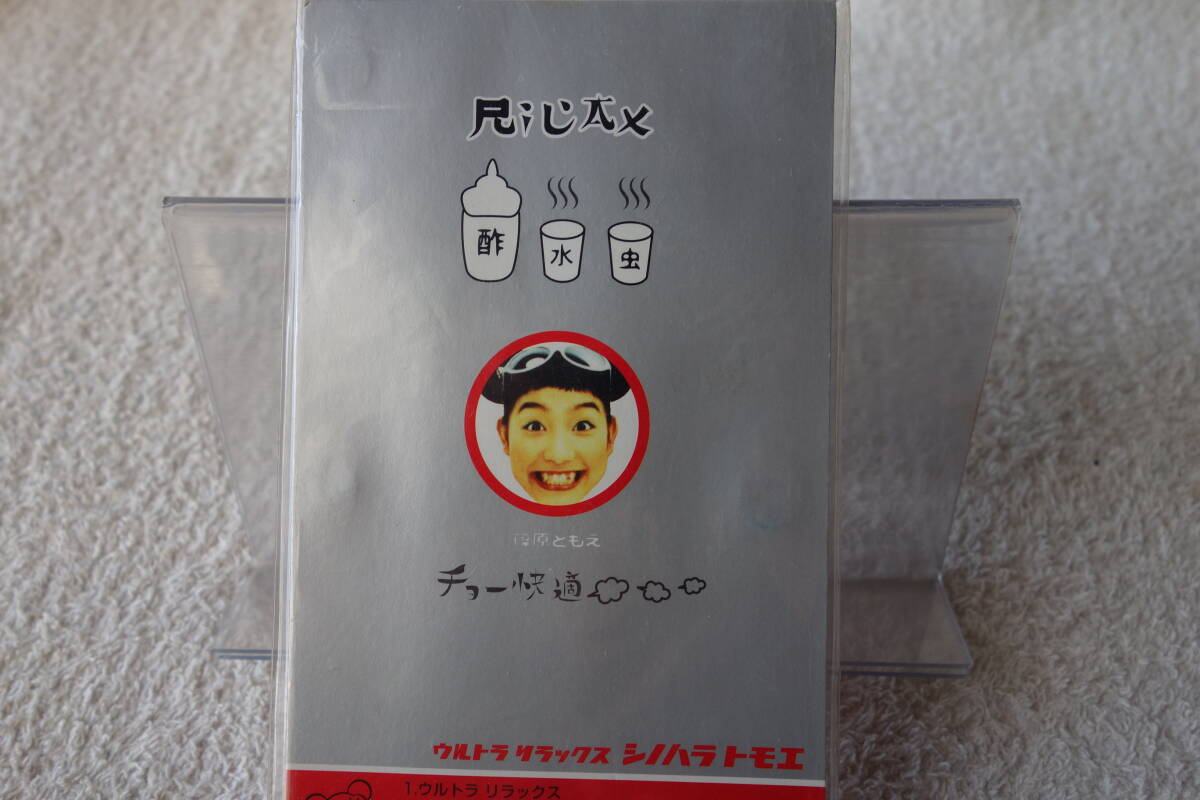 RiLAX
酢
水
虫
篠原ともえ
チョー快適
ウルトラ リラックス シノハラ トモエ
1.ウルトラ リラックス